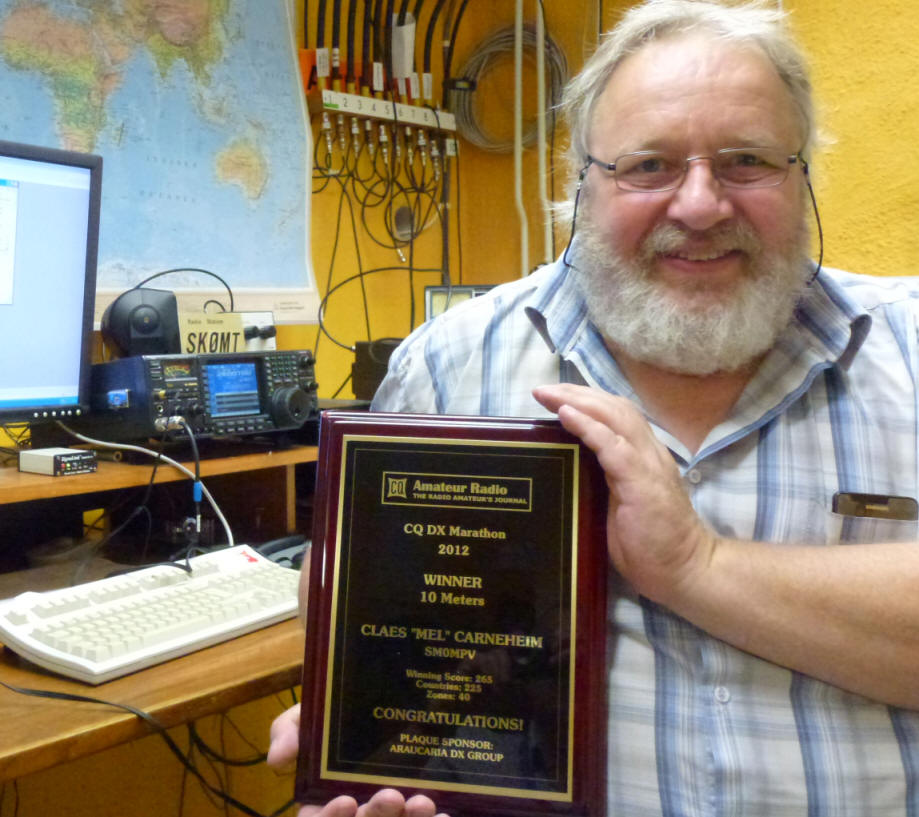 1 2 3 4 5 6 7 8
Radio Station
SKØMT
CQ
Amateur Radio
THE RADIO AMATEUR'S JOURNAL
CQ DX Marathon
2012
WINNER
10 Meters
CLAES "MEL" CARNEHEIM
SM0MPV
Winning Score: 265
Countries: 225
Zones: 40
CONGRATULATIONS!
PLAQUE SPONSOR:
ARAUCARIA DX GROUP